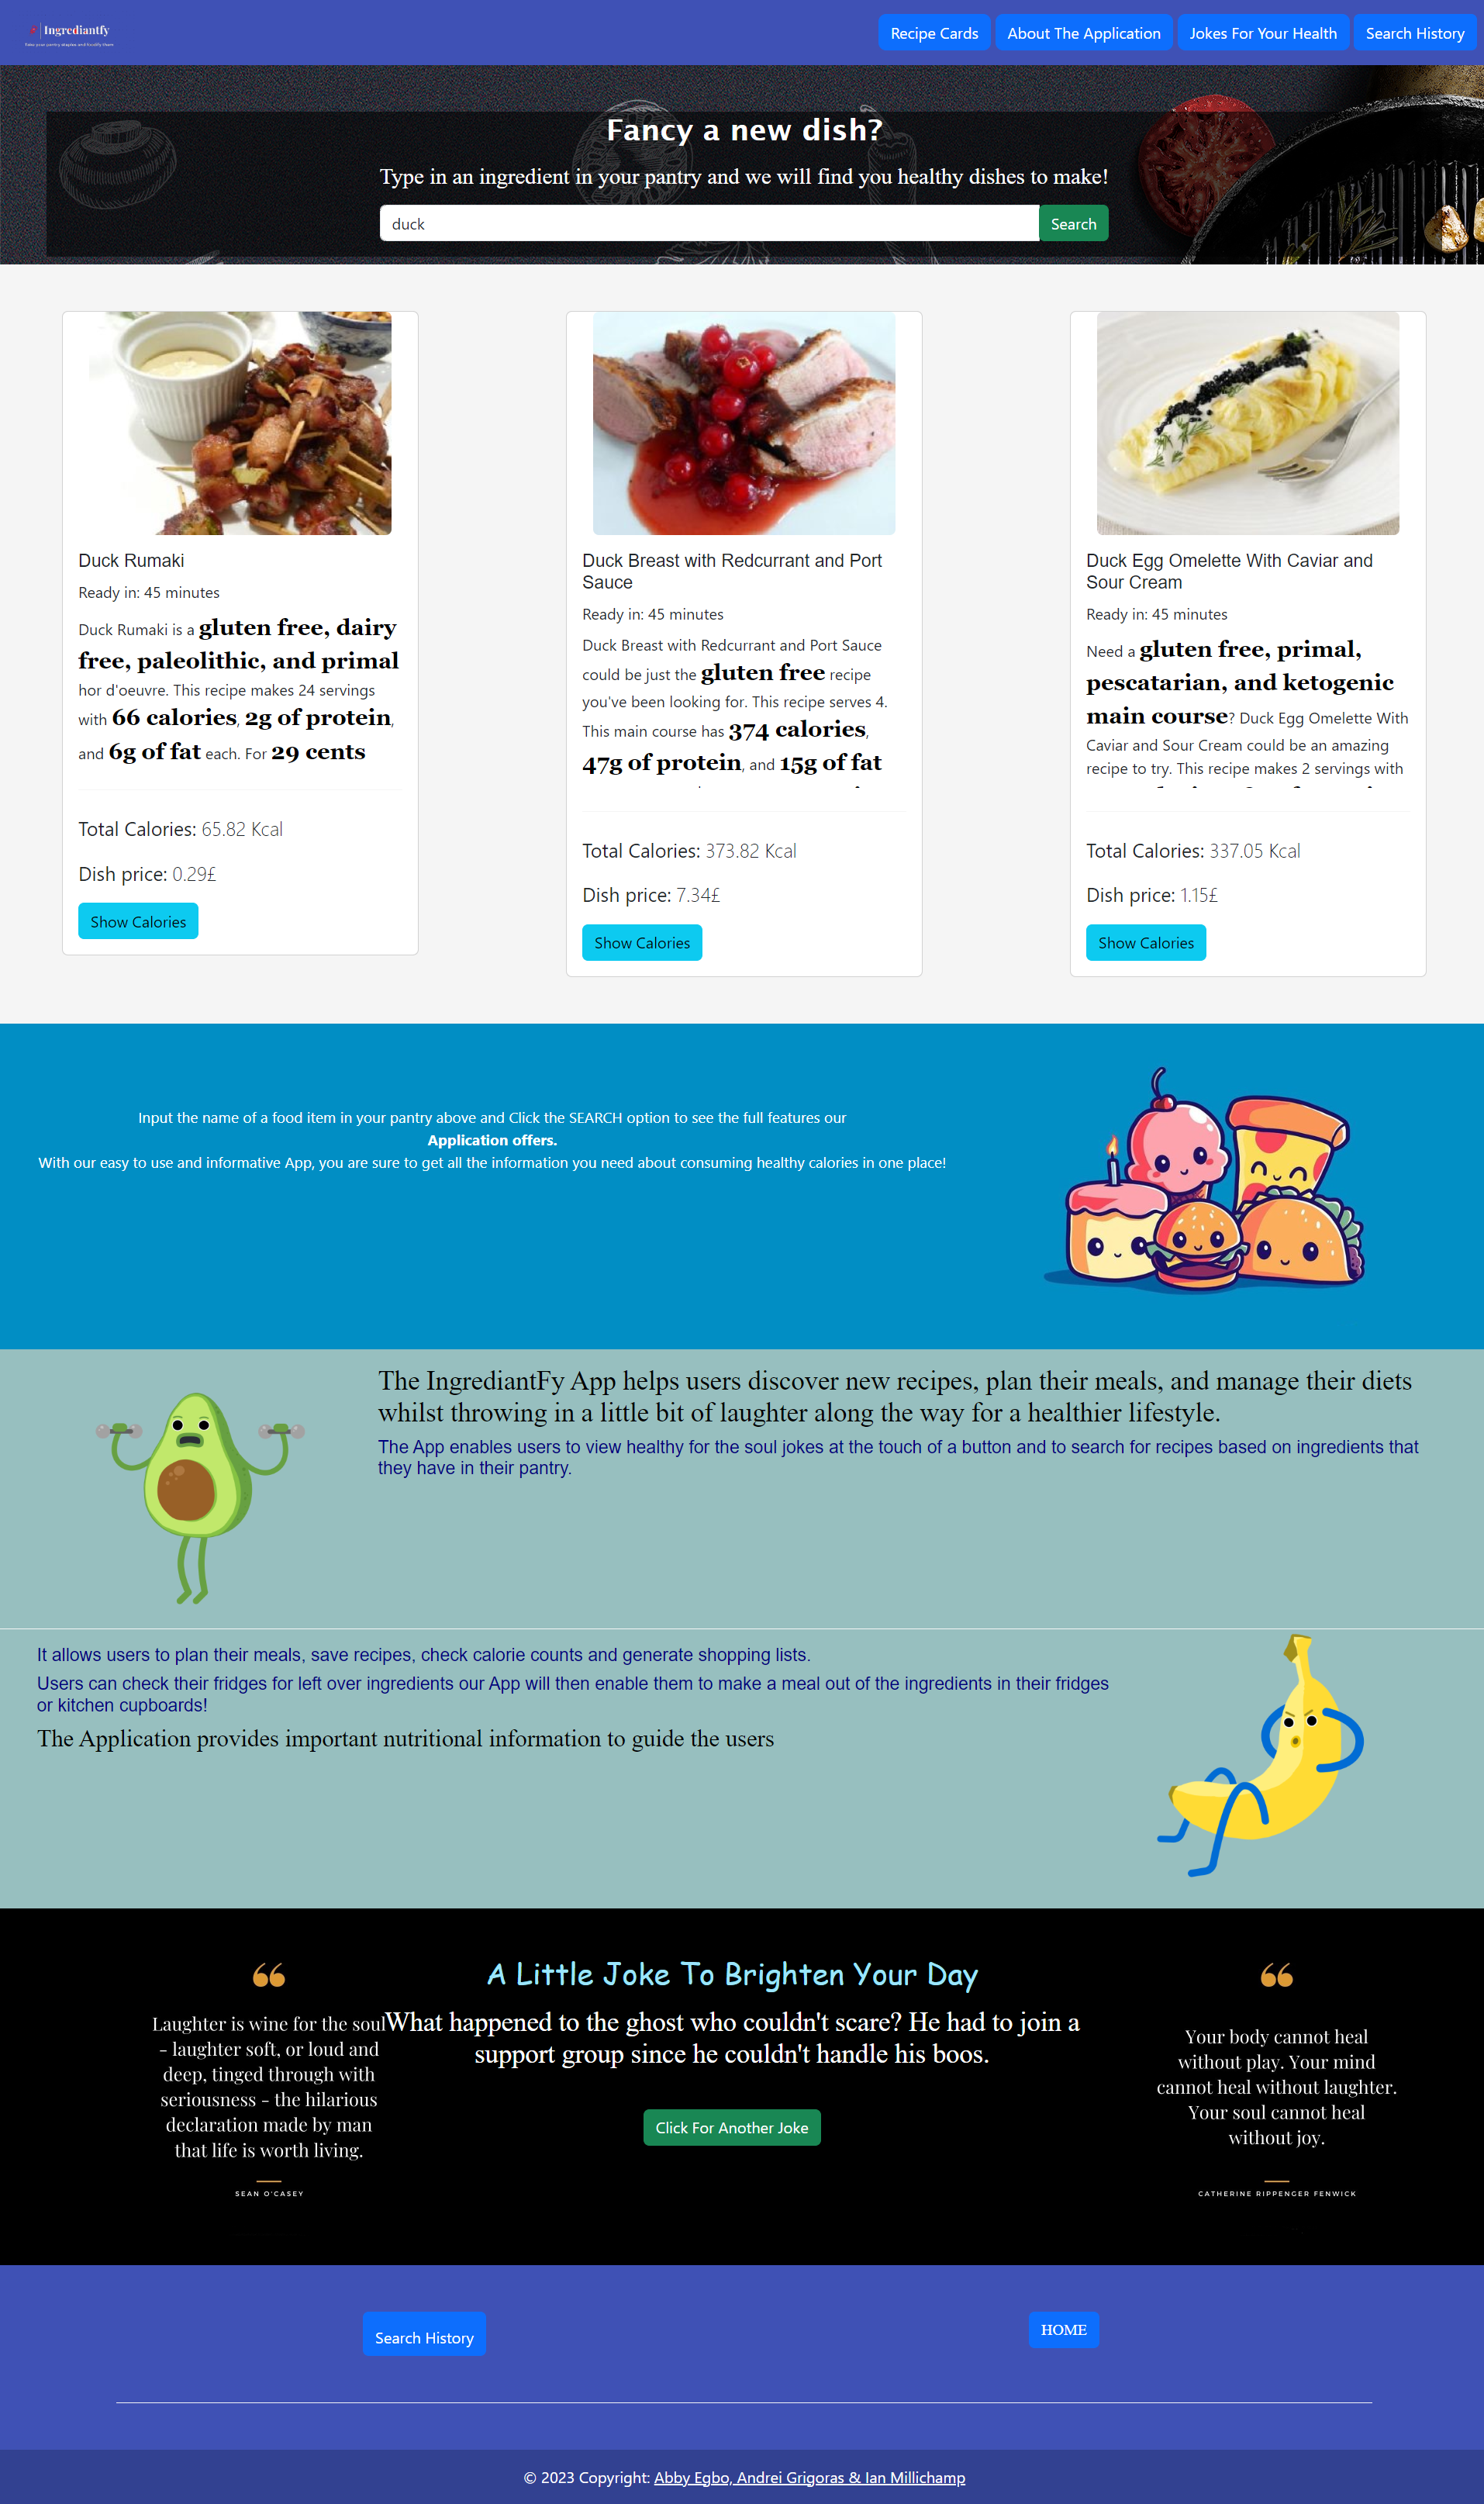 Ingrediantfy
Take your pantry staples and healthify them
Recipe Cards
About The Application
Jokes For Your Health
Search History
Fancy a new dish?
Type in an ingredient in your pantry and we will find you healthy dishes to make!
duck
Search
Duck Rumaki
Ready in: 45 minutes
Duck Rumaki is a gluten free, dairy
free, paleolithic, and primal
hor d'oeuvre. This recipe makes 24 servings
with 66 calories, 2g of protein,
and 6g of fat each. For 29 cents
Total Calories: 65.82 Kcal
Dish price: 0.29£
Show Calories
Duck Breast with Redcurrant and Port
Sauce
Ready in: 45 minutes
Duck Breast with Redcurrant and Port Sauce
could be just the gluten free recipe
you've been looking for. This recipe serves 4.
This main course has 374 calories,
47g of protein, and 15g of fat
Total Calories: 373.82 Kcal
Dish price: 7.34£
Show Calories
Duck Egg Omelette With Caviar and
Sour Cream
Ready in: 45 minutes
Need a gluten free, primal,
pescatarian, and ketogenic
main course? Duck Egg Omelette With
Caviar and Sour Cream could be an amazing
recipe to try. This recipe makes 2 servings with
Total Calories: 337.05 Kcal
Dish price: 1.15£
Show Calories
Input the name of a food item in your pantry above and Click the SEARCH option to see the full features our
Application offers.
With our easy to use and informative App, you are sure to get all the information you need about consuming healthy calories in one place!
The IngrediantFy App helps users discover new recipes, plan their meals, and manage their diets
whilst throwing in a little bit of laughter along the way for a healthier lifestyle.
The App enables users to view healthy for the soul jokes at the touch of a button and to search for recipes based on ingredients that
they have in their pantry.
It allows users to plan their meals, save recipes, check calorie counts and generate shopping lists.
Users can check their fridges for left over ingredients our App will then enable them to make a meal out of the ingredients in their fridges
or kitchen cupboards!
The Application provides important nutritional information to guide the users
“
Laughter is wine for the soul
- laughter soft, or loud and
deep, tinged through with
seriousness - the hilarious
declaration made by man
that life is worth living.
SEAN O'CASEY
A Little Joke To Brighten Your Day
What happened to the ghost who couldn't scare? He had to join a
support group since he couldn't handle his boos.
Click For Another Joke
“
Your body cannot heal
without play. Your mind
cannot heal without laughter.
Your soul cannot heal
without joy.
CATHERINE RIPPENGER FENWICK
Search History
HOME
© 2023 Copyright: Abby Egbo, Andrei Grigoras & Ian Millichamp